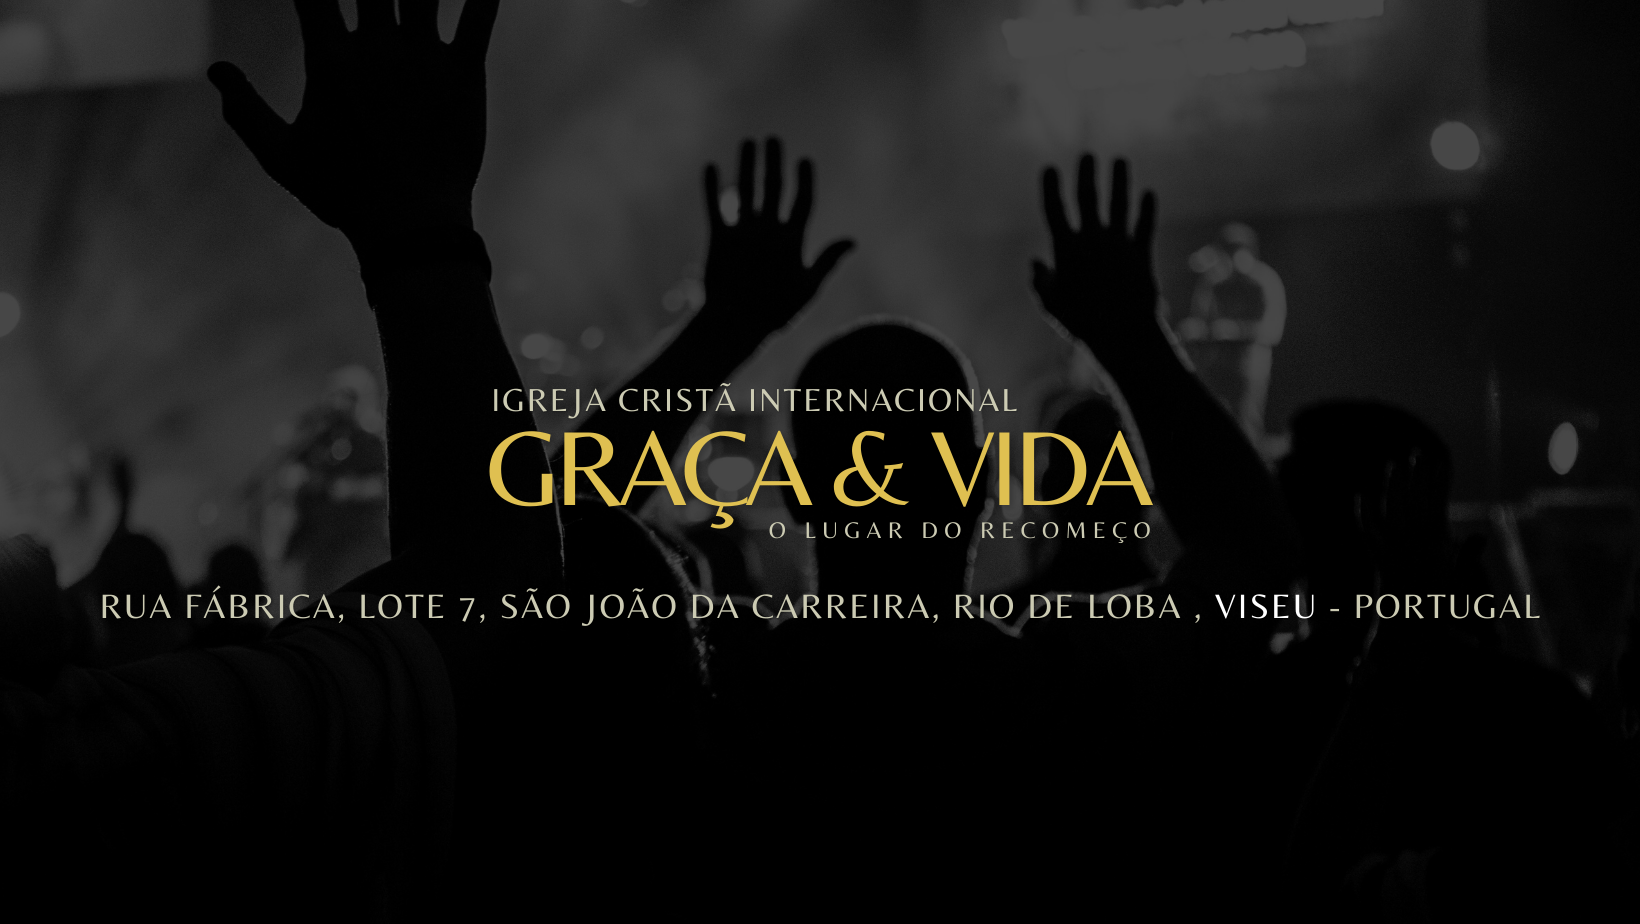 IGREJA CRISTÃ INTERNACIONAL
GRAÇA & VIDA
O LUGAR DO RECOMEÇO
RUA FÁBRICA, LOTE 7, SÃO JOÃO DA CARREIRA, RIO DE LOBA , VISEU - PORTUGAL